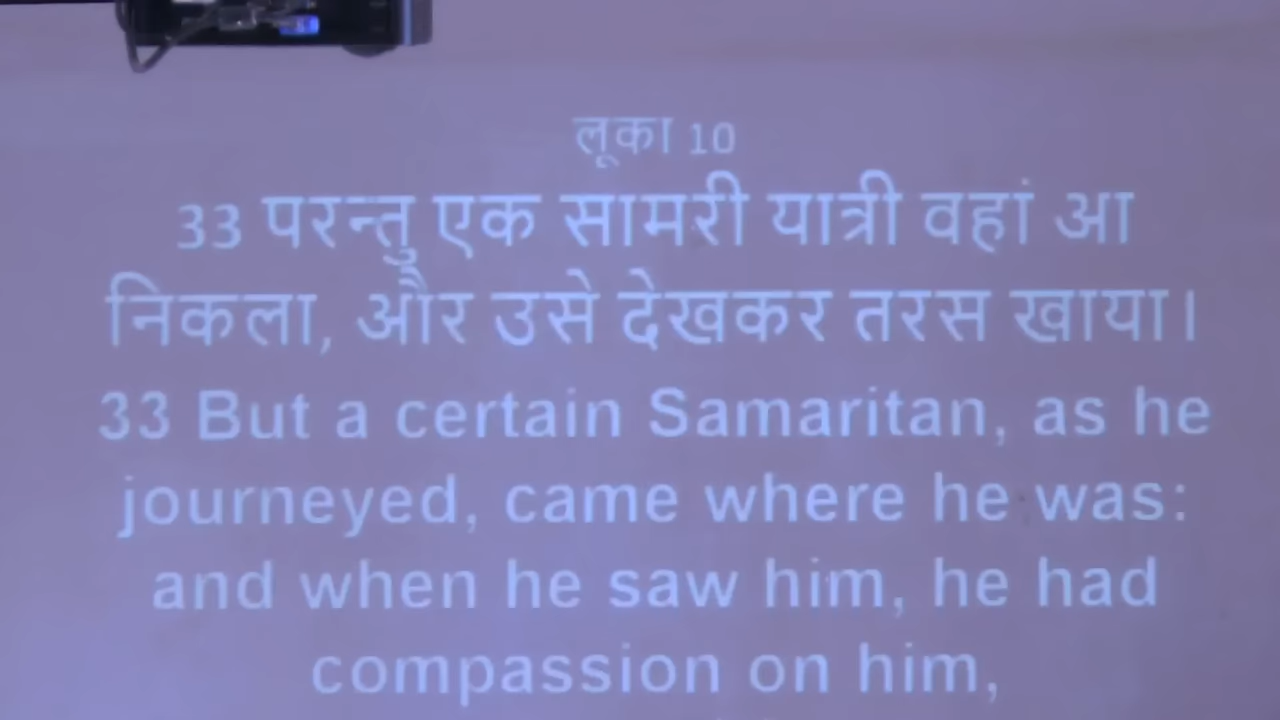 लूका 10
33 परन्तु एक सामरी यात्री वहां आ
निकला, और उसे देखकर तरस खाया।
33 But a certain Samaritan, as he
journeyed, came where he was:
and when he saw him, he had
compassion on him,